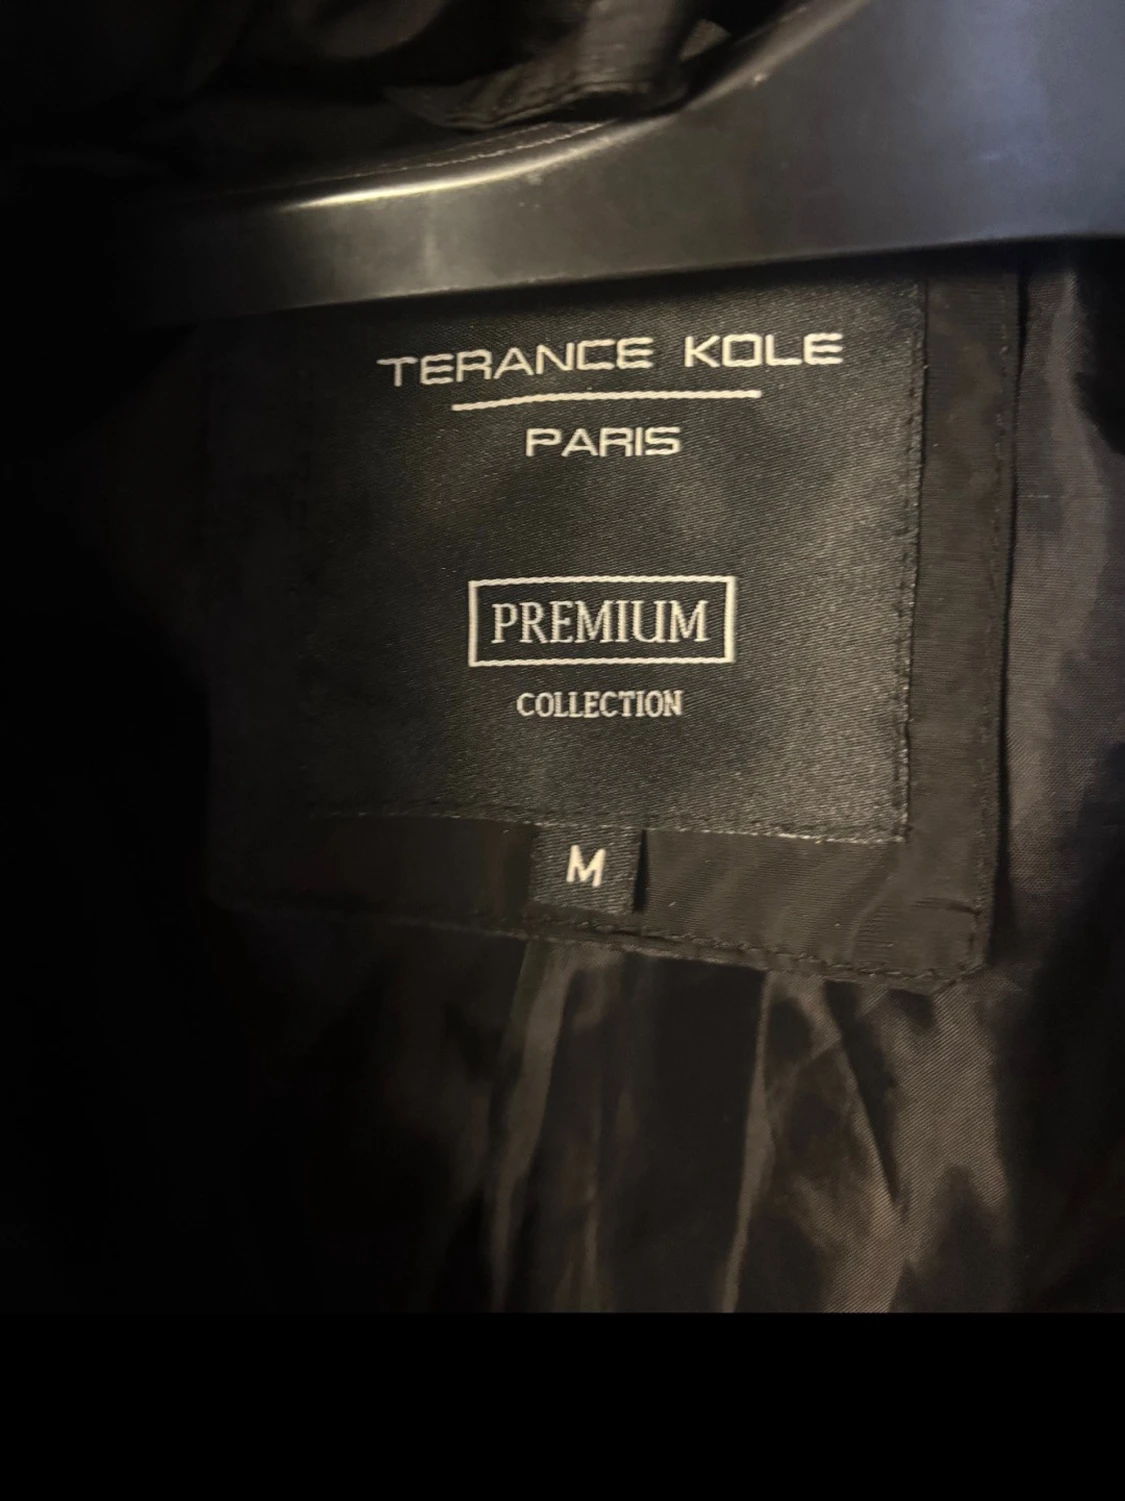 TERANCE KOLE
PARIS
PREMIUM
COLLECTION
M